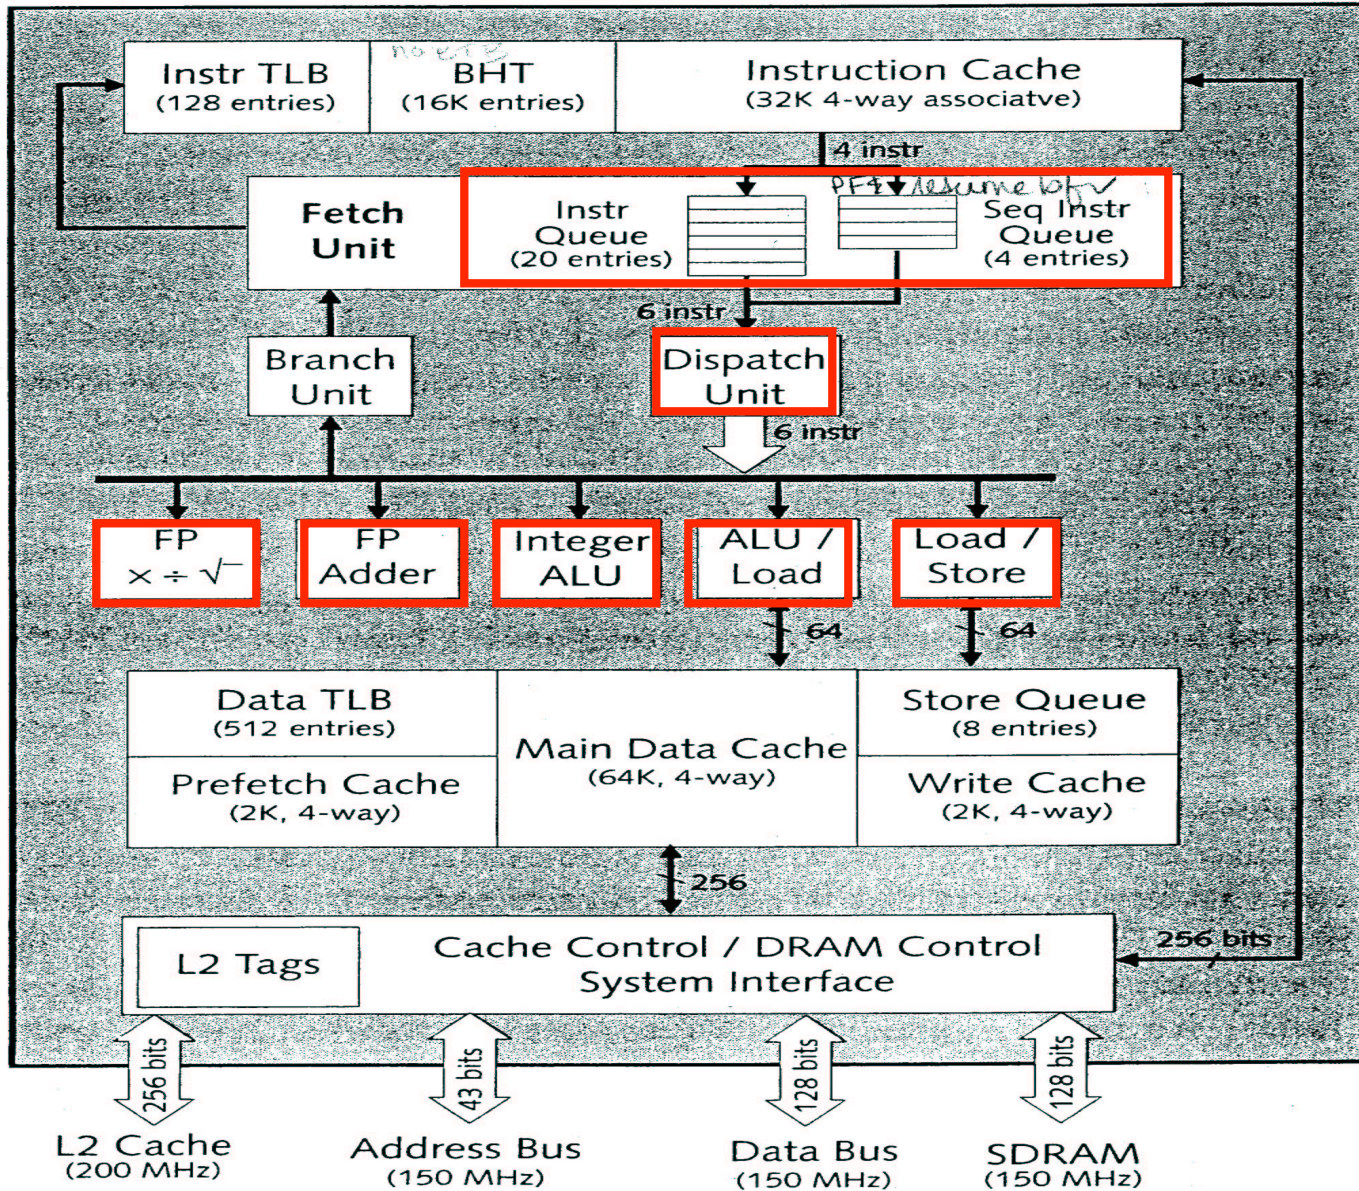 no BTB
Instr TLB
(128 entries)
BHT
(16K entries)
Instruction Cache
(32K 4-way associatve)
4 instr
Fetch
Unit
Instr
Queue
(20 entries)
resume
Seq Instr
Queue
(4 entries)
6 instr
Branch
Unit
Dispatch
Unit
6 instr
FP
× ÷ √‾
FP
Adder
Integer
ALU
ALU /
Load
Load /
Store
64
64
Data TLB
(512 entries)
Prefetch Cache
(2K, 4-way)
Main Data Cache
(64K, 4-way)
Store Queue
(8 entries)
Write Cache
(2K, 4-way)
256
L2 Tags
Cache Control / DRAM Control
System Interface
256 bits
256 bits
43 bits
128 bits
128 bits
L2 Cache
(200 MHz)
Address Bus
(150 MHz)
Data Bus
(150 MHz)
SDRAM
(150 MHz)